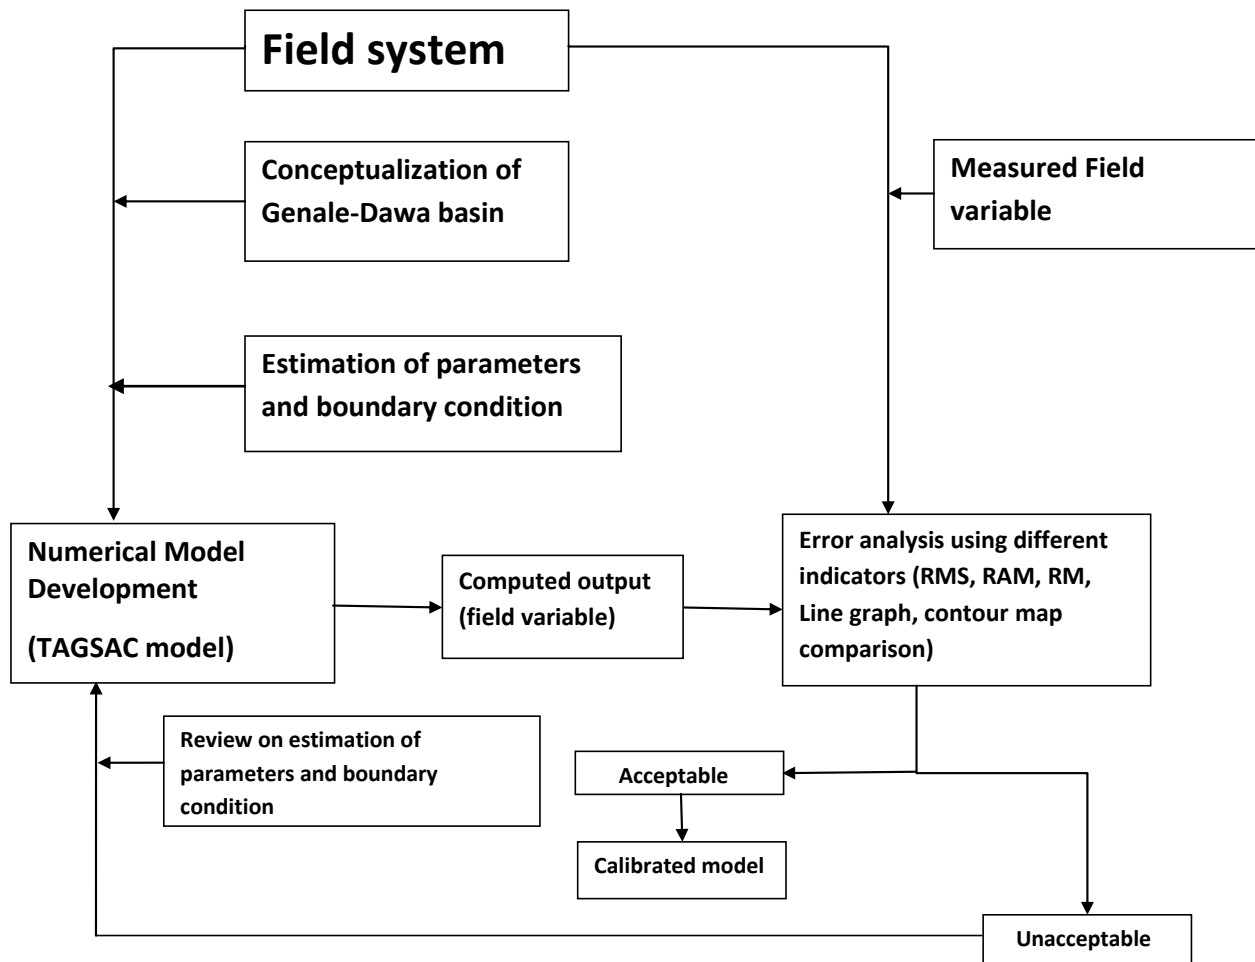 Field system
Conceptualization of
Genale-Dawa basin
Measured Field
variable
Estimation of parameters
and boundary condition
Numerical Model
Development
(TAGSAC model)
Computed output
(field variable)
Error analysis using different
indicators (RMS, RAM, RM,
Line graph, contour map
comparison)
Review on estimation of
parameters and boundary
condition
Acceptable
Calibrated model
Unacceptable